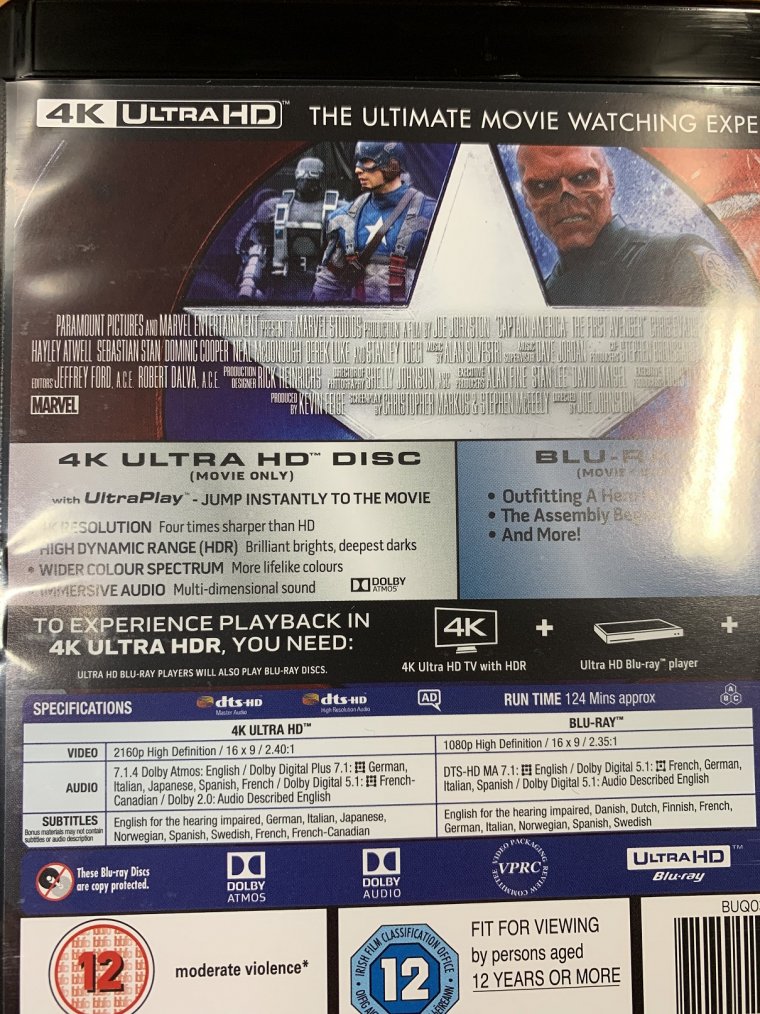 4K ULTRAHD™ THE ULTIMATE MOVIE WATCHING EXPE
PARAMOUNT PICTURES AND MARVEL ENTERTAINMENT PRESENT A MARVEL STUDIOS PRODUCTION A FILM BY JOE JOHNSTON "CAPTAIN AMERICA: THE FIRST AVENGER"
HAYLEY ATWELL SEBASTIAN STAN DOMINIC COOPER NEAL McDONOUGH DEREK LUKE AND STANLEY TUCCI MUSIC BY ALAN SILVESTRI MUSIC SUPERVISOR DAVE JORDAN
EDITORS JEFFREY FORD, A.C.E. ROBERT DALVA, A.C.E. PRODUCTION DESIGNER RICK HEINRICHS DIRECTOR OF PHOTOGRAPHY SHELLY JOHNSON, ASC EXECUTIVE PRODUCERS ALAN FINE STAN LEE DAVID MAISEL
MARVEL PRODUCED BY KEVIN FEIGE SCREENPLAY BY CHRISTOPHER MARKUS & STEPHEN McFEELY DIRECTED BY JOE JOHNSTON
4K ULTRA HD™ DISC
(MOVIE ONLY)
with UltraPlay™ - JUMP INSTANTLY TO THE MOVIE
RESOLUTION Four times sharper than HD
HIGH DYNAMIC RANGE (HDR) Brilliant brights, deepest darks
• WIDER COLOUR SPECTRUM More lifelike colours
• IMMERSIVE AUDIO Multi-dimensional sound DOLBY ATMOS
BLU-R
(MOVIE
• Outfitting A
• The Assembly
• And More!
TO EXPERIENCE PLAYBACK IN
4K ULTRA HDR, YOU NEED:
ULTRA HD BLU-RAY PLAYERS WILL ALSO PLAY BLU-RAY DISCS.
4K + +
4K Ultra HD TV with HDR Ultra HD Blu-ray™ player
SPECIFICATIONS dts-HD Master Audio dts-HD High Resolution Audio AD RUN TIME 124 Mins approx A B C
4K ULTRA HD™ BLU-RAY™
VIDEO 2160p High Definition / 16 x 9 / 2.40:1 1080p High Definition / 16 x 9 / 2.35:1
AUDIO 7.1.4 Dolby Atmos: English / Dolby Digital Plus 7.1: German,
Italian, Japanese, Spanish, French / Dolby Digital 5.1: French-
Canadian / Dolby 2.0: Audio Described English
DTS-HD MA 7.1: English / Dolby Digital 5.1: French, German,
Italian, Spanish / Dolby Digital 5.1: Audio Described English
SUBTITLES
Bonus materials may not contain
subtitles or audio description
English for the hearing impaired, German, Italian, Japanese,
Norwegian, Spanish, Swedish, French, French-Canadian
English for the hearing impaired, Danish, Dutch, Finnish, French,
German, Italian, Norwegian, Spanish, Swedish
These Blu-ray Discs
are copy protected.
DOLBY
ATMOS
DOLBY
AUDIO
VIDEO PACKAGING REVIEW COMMITTEE
VPRC
ULTRAHD™
Blu-ray
12
moderate violence*
IRISH FILM CLASSIFICATION OFFICE
12
FIT FOR VIEWING
by persons aged
12 YEARS OR MORE
BUQ0